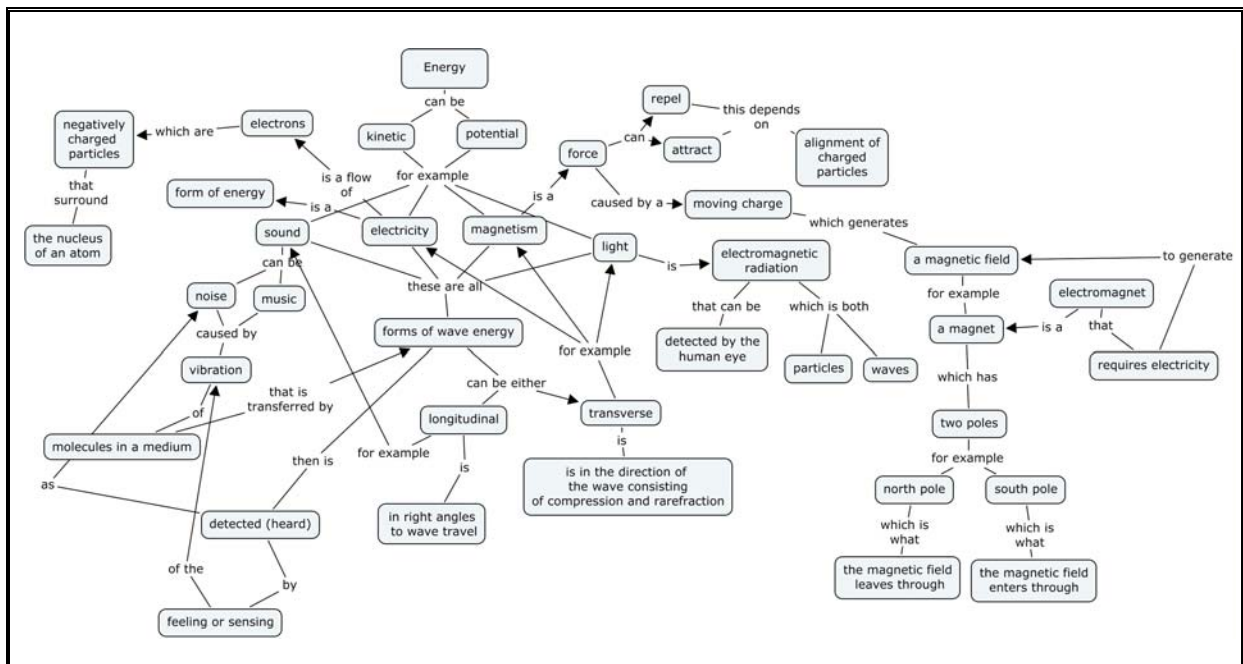 Energy
can be
kinetic
potential
for example
repel
this depends
on
can
attract
alignment of
charged
particles
force
is a
caused by a
moving charge
which generates
negatively
charged
particles
which are
electrons
that
surround
the nucleus
of an atom
is a flow
of
form of energy
is a
sound
electricity
magnetism
light
is
electromagnetic
radiation
a magnetic field
to generate
can be
these are all
noise
music
that can be
which is both
for example
electromagnet
caused by
forms of wave energy
detected by the
human eye
particles
waves
a magnet
is a
that
requires electricity
for example
vibration
that is
transferred by
can be either
which has
of
longitudinal
transverse
two poles
molecules in a medium
then is
for example
is
is
for example
as
is in the direction of
the wave consisting
of compression and rarefraction
north pole
south pole
detected (heard)
in right angles
to wave travel
which is
what
which is
what
of the
by
the magnetic field
leaves through
the magnetic field
enters through
feeling or sensing